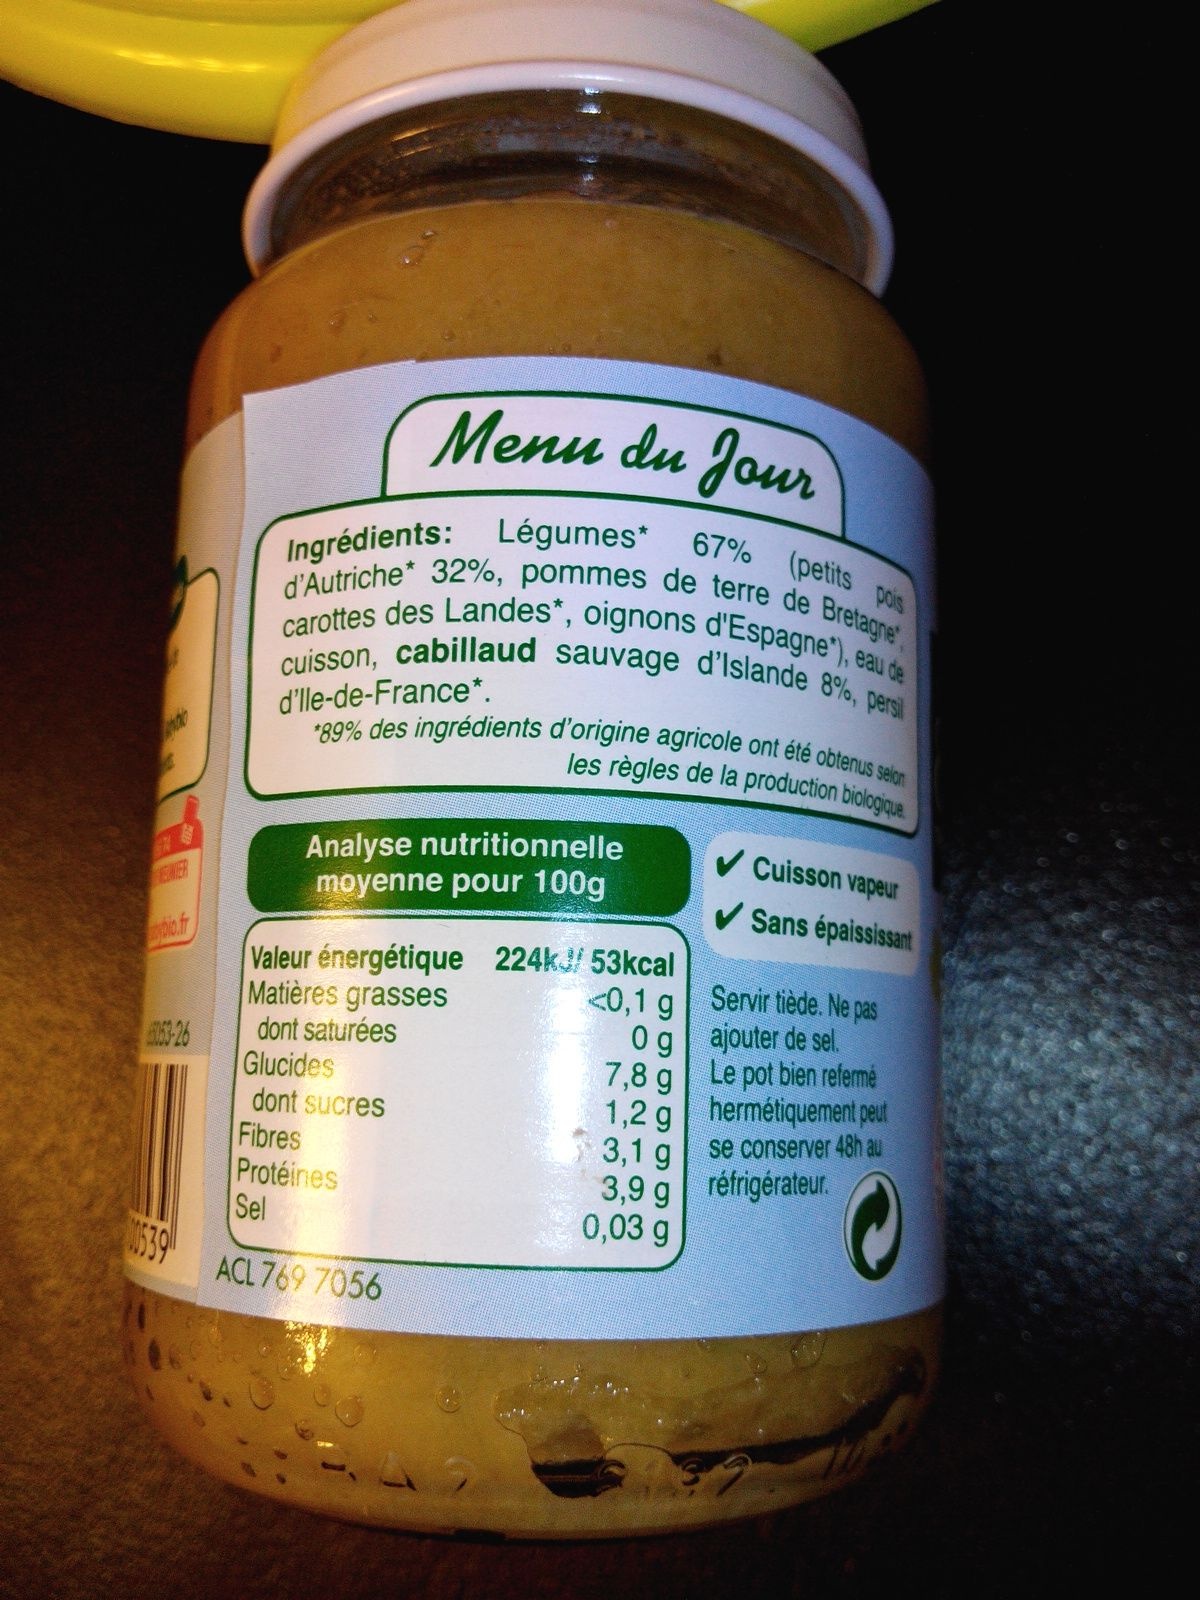 Menu du Jour
Ingrédients: Légumes* 67% (petits pois
d'Autriche* 32%, pommes de terre de Bretagne*,
carottes des Landes*, oignons d'Espagne*), eau de
cuisson, cabillaud sauvage d'Islande 8%, persil
d'Ile-de-France*.
*89% des ingrédients d'origine agricole ont été obtenus selon
les règles de la production biologique.
Analyse nutritionnelle
moyenne pour 100g
Valeur énergétique 224kJ/ 53kcal
Matières grasses <0,1 g
dont saturées 0 g
Glucides 7,8 g
dont sucres 1,2 g
Fibres 3,1 g
Protéines 3,9 g
Sel 0,03 g
✓ Cuisson vapeur
✓ Sans épaississant
Servir tiède. Ne pas
ajouter de sel.
Le pot bien refermé
hermétiquement peut
se conserver 48h au
réfrigérateur.
ACL 769 7056